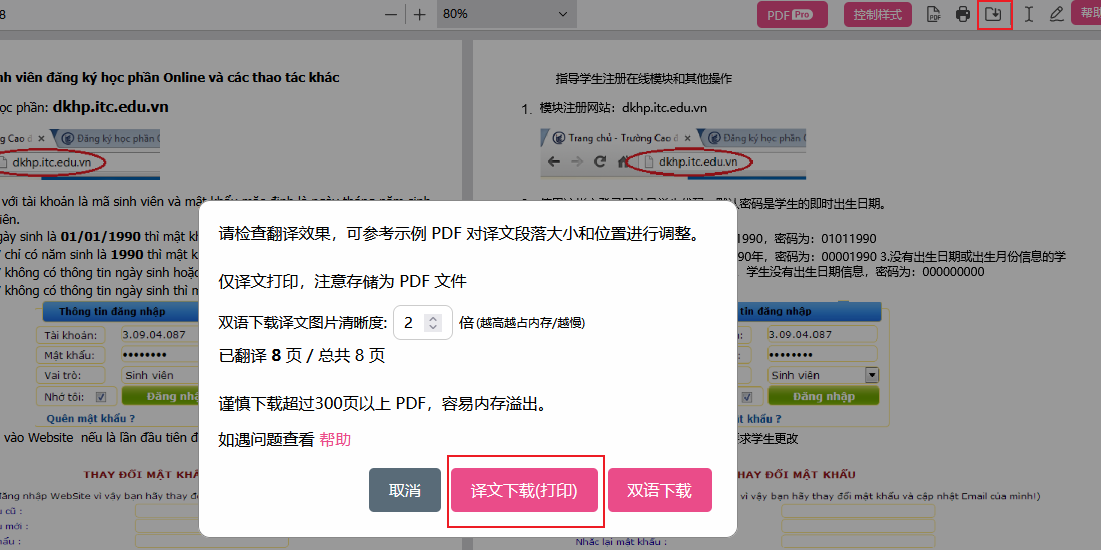 8
80%
PDF Pro
控制样式
PDF
帮助
nh viên đăng ký học phần Online và các thao tác khác
ọc phần: dkhp.itc.edu.vn
g Cao đ
Đăng ký học phần
dkhp.itc.edu.vn
với tài khoản là mã sinh viên và mật khẩu mặc định là ngày tháng năm sinh
iên.
gày sinh là 01/01/1990 thì mật kh
chỉ có năm sinh là 1990 thì mật k
không có thông tin ngày sinh hoặc
không có thông tin ngày sinh thì m
Thông tin đăng nhập
Tài khoản:
3.09.04.087
Mật khẩu:
Vai trò:
Sinh viên
Nhớ tôi:
Đăng nh
Quên mật khẩu ?
vào Website nếu là lần đầu tiên đ
THAY ĐỔI MẬT KHẨ
đăng nhập WebSite vì vậy bạn hãy thay đổ
u cũ :
u mới :
khẩu :
指导学生注册在线模块和其他操作
1. 模块注册网站：dkhp.itc.edu.vn
Trang chủ - Trường Cao đ
Đăng ký học phần
dkhp.itc.edu.vn
默认密码是学生的即时出生日期。
1990，密码为：01011990
90年，密码为：00001990 3.没有出生日期或出生月份信息的学
学生没有出生日期信息，密码为：000000000
tin đăng nhập
3.09.04.087
Sinh viên
Đăng nhập
khẩu ?
求学生更改
HAY ĐỔI MẬT KHẨU
vì vậy bạn hãy thay đổi mật khẩu và cập nhật Email của mình!)
Nhắc lại mật khẩu :
请检查翻译效果，可参考示例 PDF 对译文段落大小和位置进行调整。
仅译文打印，注意存储为 PDF 文件
双语下载译文图片清晰度: 2 倍 (越高越占内存/越慢)
已翻译 8 页 / 总共 8 页
谨慎下载超过300页以上 PDF，容易内存溢出。
如遇问题查看 帮助
取消
译文下载(打印)
双语下载